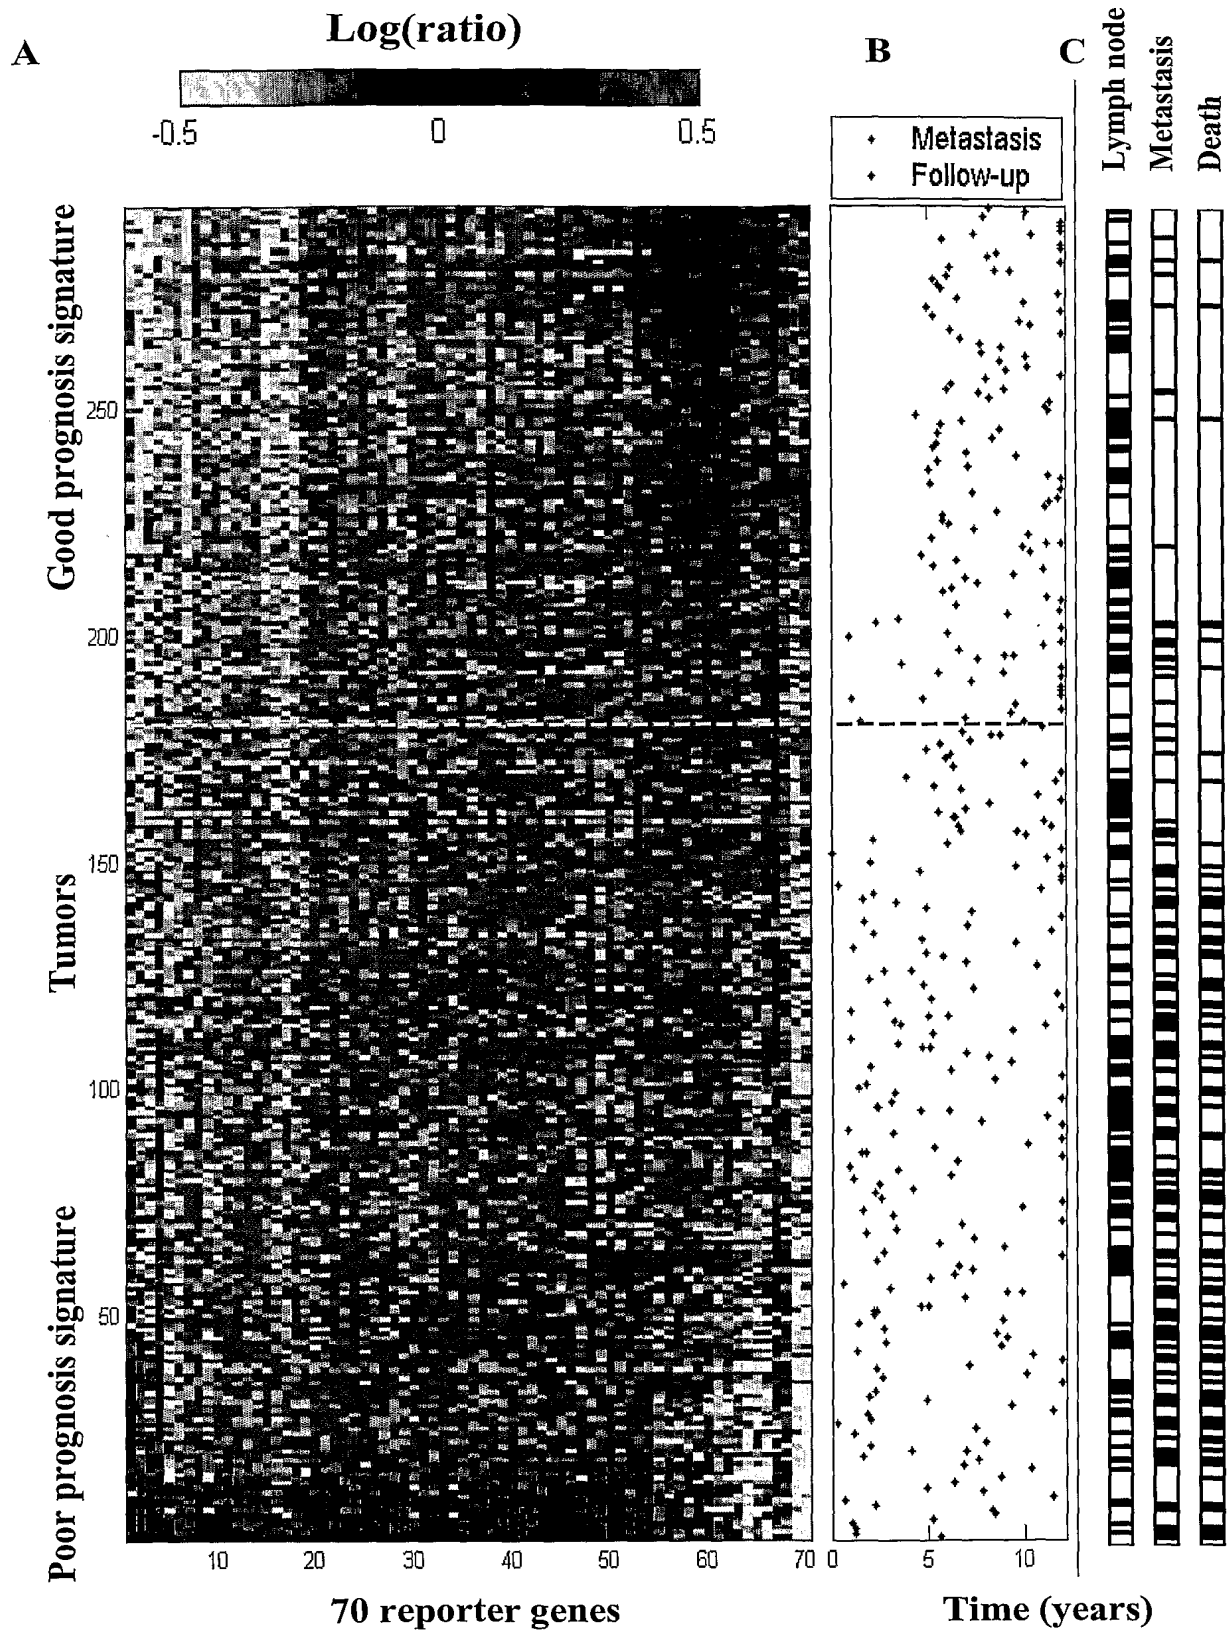 Log(ratio)
A
B
C
-0.5 0 0.5
Metastasis
Follow-up
Lymph node
Metastasis
Death
Good prognosis signature
Tumors
Poor prognosis signature
250
200
150
100
50
10 20 30 40 50 60 70
0 5 10
70 reporter genes
Time (years)